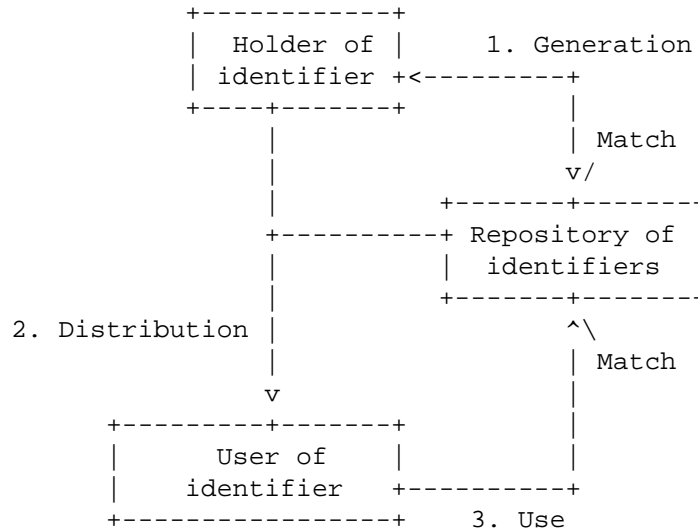 Holder of
1. Generation
identifier
Match
Repository of
identifiers
2. Distribution
Match
User of
identifier
3. Use